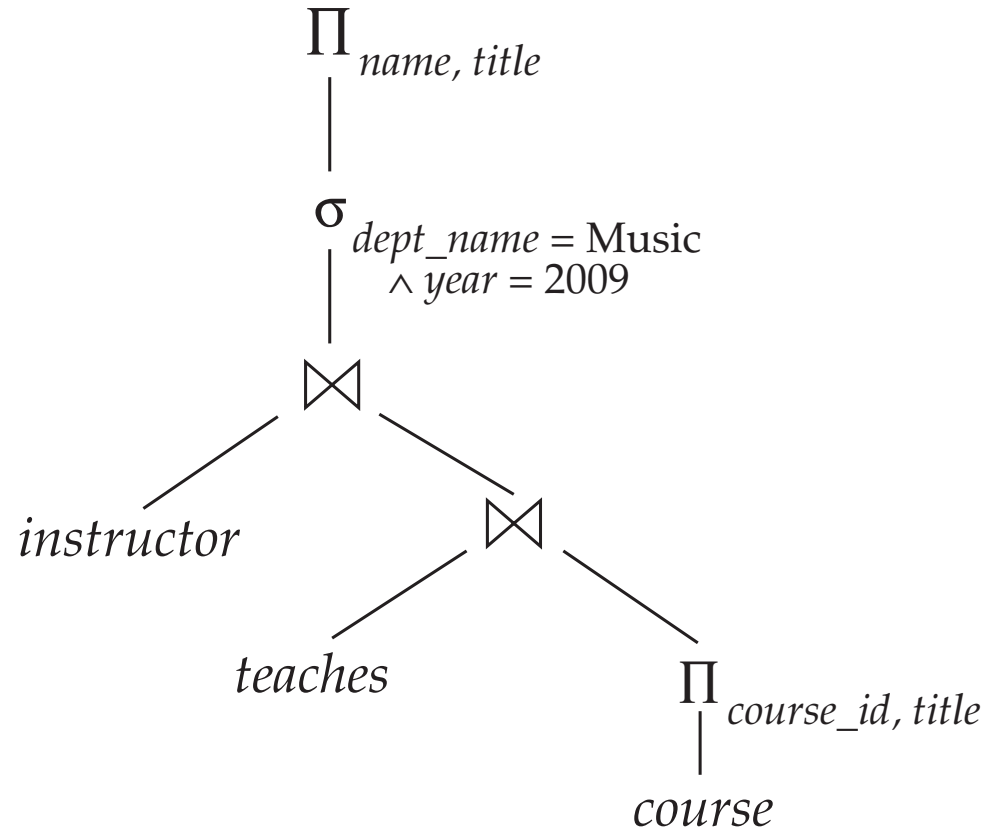 Π name, title
σ dept_name = Music
∧ year = 2009
⋈
instructor
⋈
teaches
Π course_id, title
course